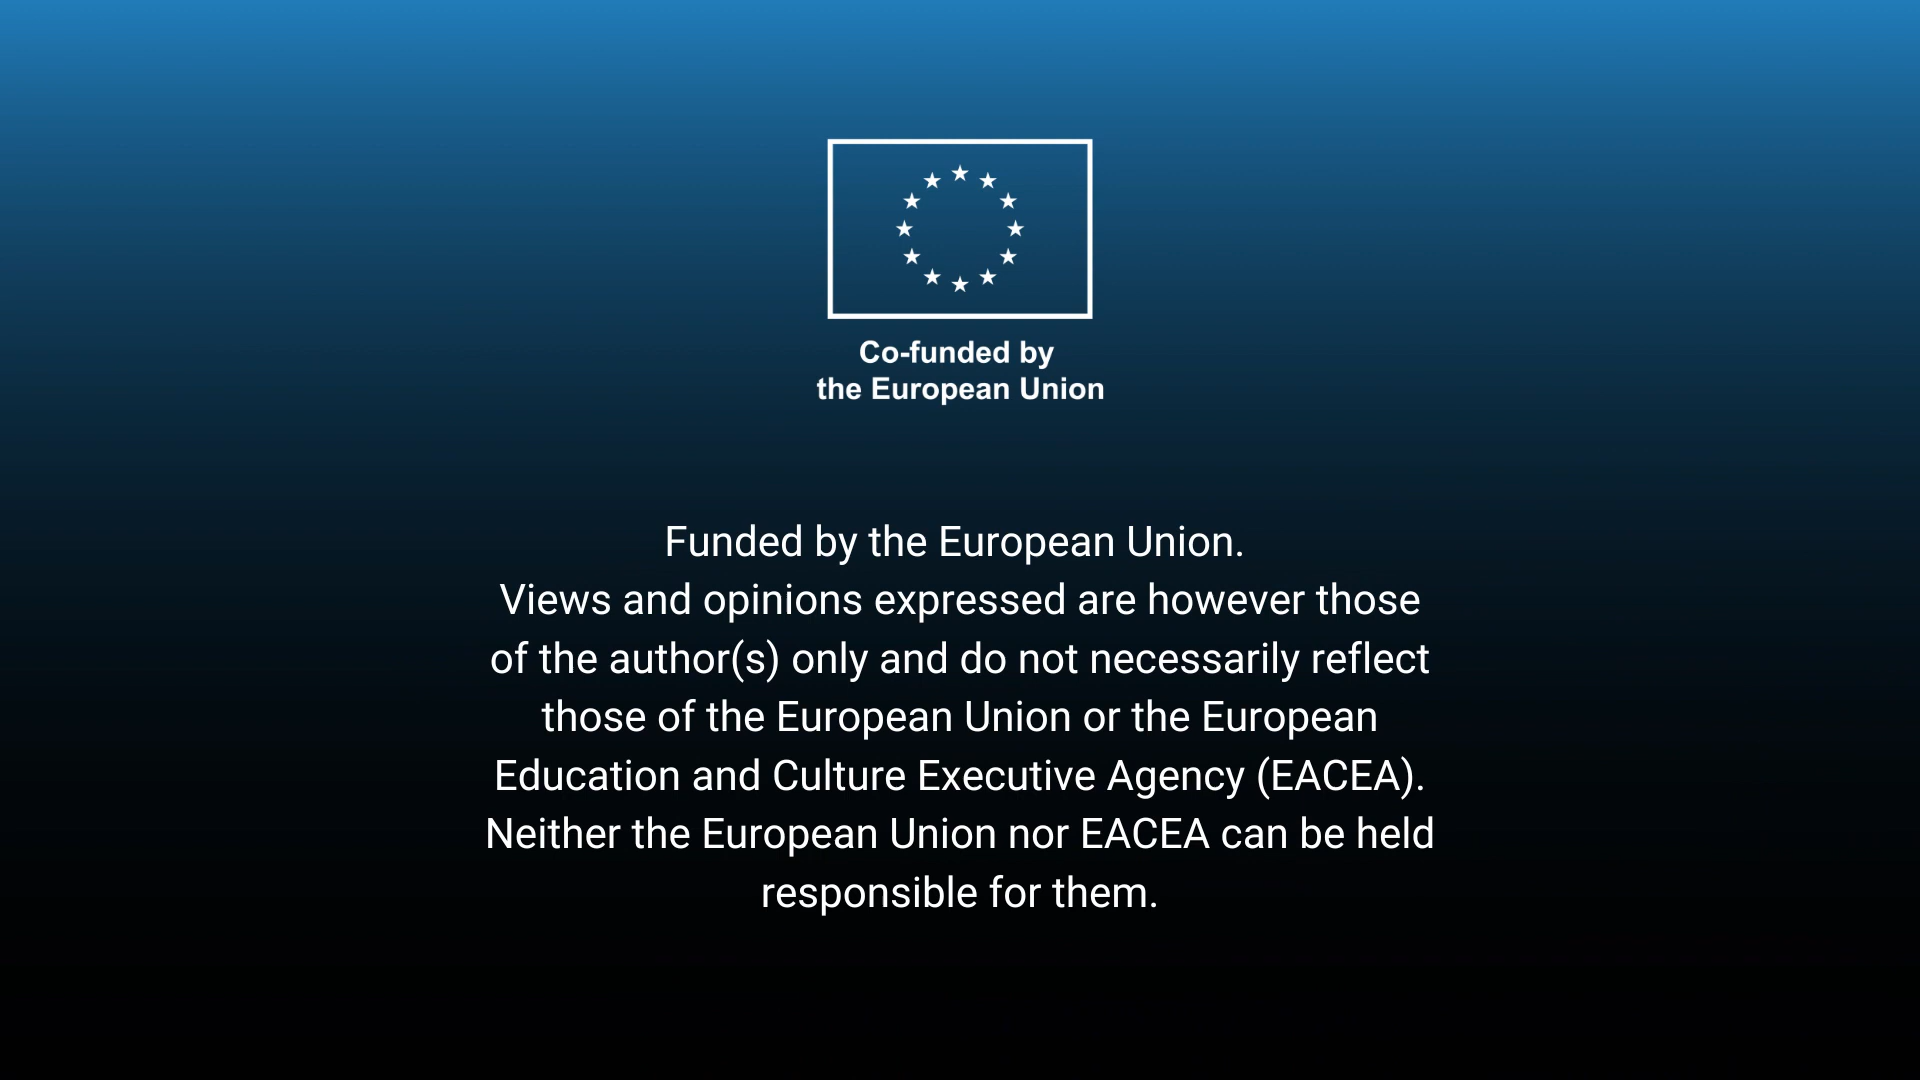 Co-funded by
the European Union
Funded by the European Union.
Views and opinions expressed are however those
of the author(s) only and do not necessarily reflect
those of the European Union or the European
Education and Culture Executive Agency (EACEA).
Neither the European Union nor EACEA can be held
responsible for them.